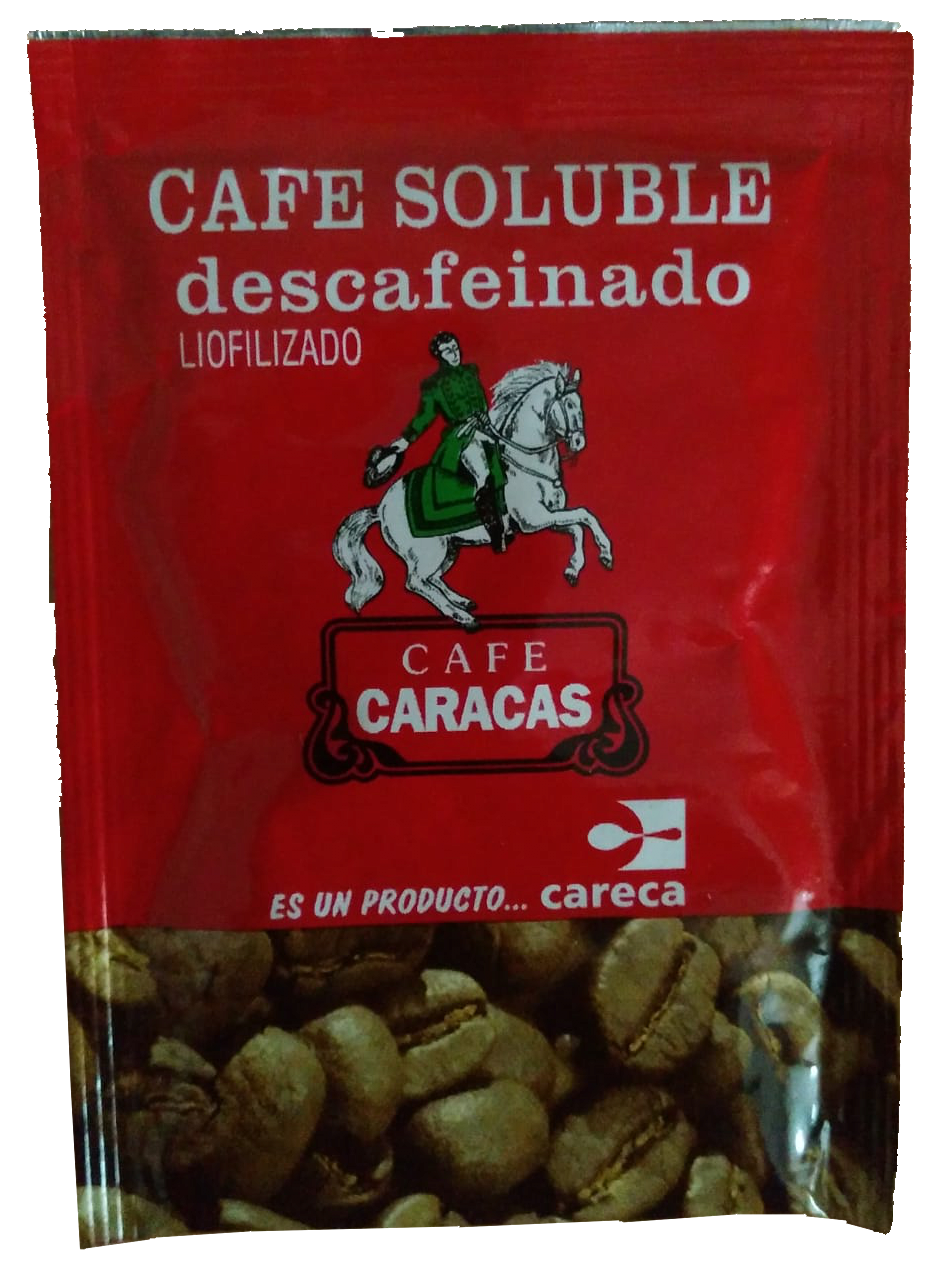 CAFE SOLUBLE
descafeinado
LIOFILIZADO
CAFE
CARACAS
ES UN PRODUCTO... careca